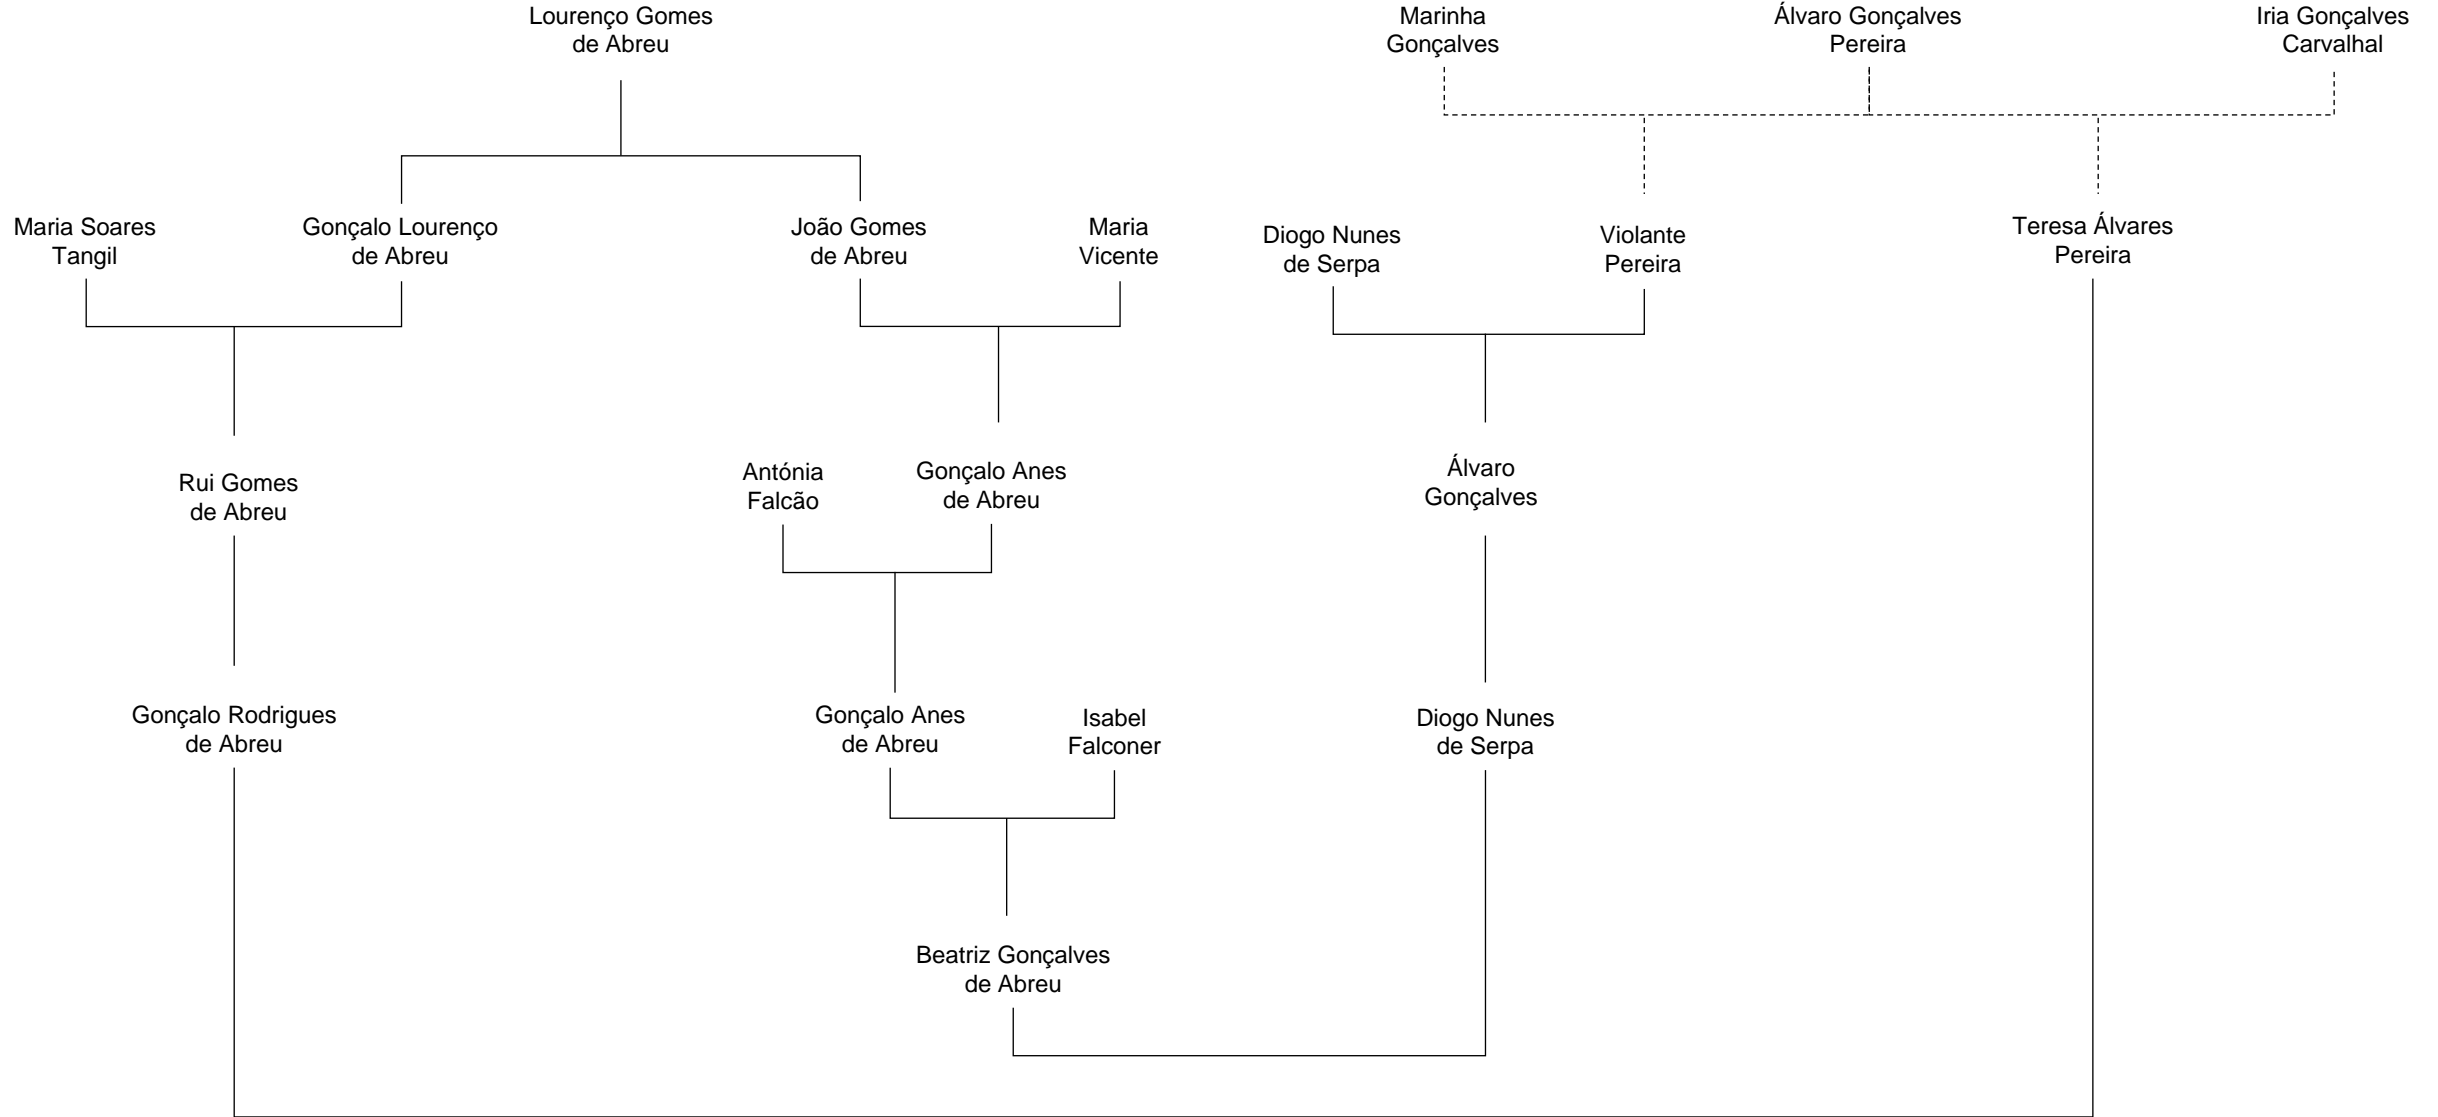 Lourenço Gomes
de Abreu
Marinha
Gonçalves
Álvaro Gonçalves
Pereira
Iria Gonçalves
Carvalhal
Maria Soares
Tangil
Gonçalo Lourenço
de Abreu
João Gomes
de Abreu
Maria
Vicente
Diogo Nunes
de Serpa
Violante
Pereira
Teresa Álvares
Pereira
Rui Gomes
de Abreu
Antónia
Falcão
Gonçalo Anes
de Abreu
Álvaro
Gonçalves
Gonçalo Rodrigues
de Abreu
Gonçalo Anes
de Abreu
Isabel
Falconer
Diogo Nunes
de Serpa
Beatriz Gonçalves
de Abreu